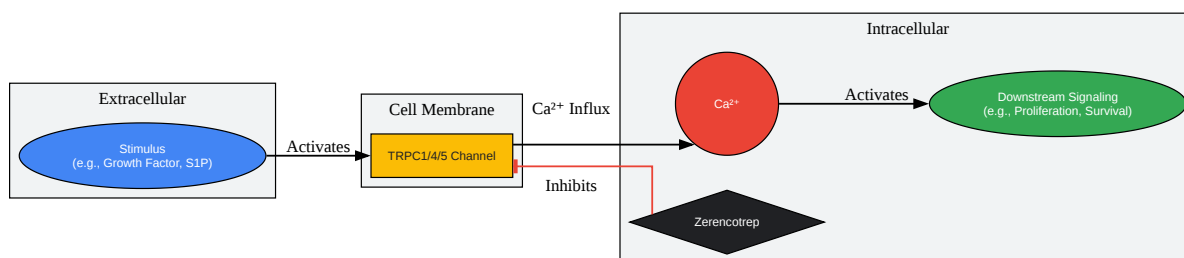 Extracellular
Stimulus
(e.g., Growth Factor, S1P)
Activates
Cell Membrane
TRPC1/4/5 Channel
Ca²⁺ Influx
Inhibits
Intracellular
Ca²⁺
Activates
Downstream Signaling
(e.g., Proliferation, Survival)
Zerencotrep